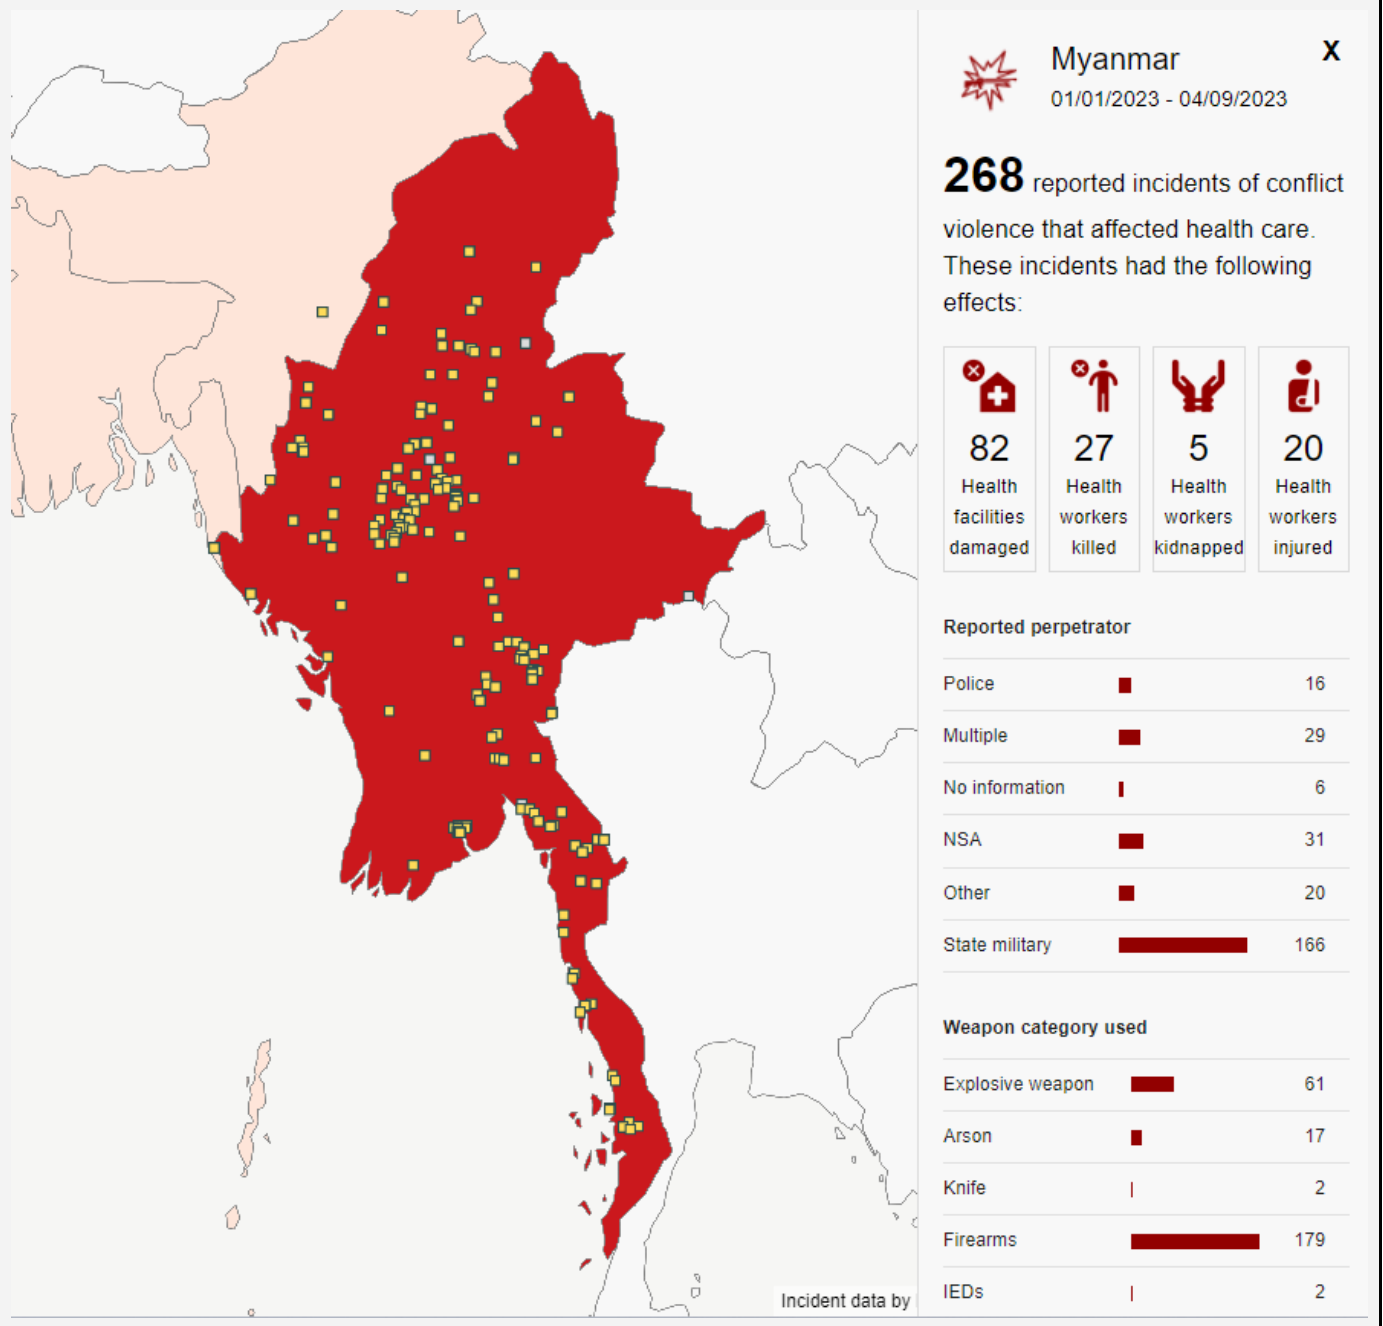 Myanmar
X
01/01/2023 - 04/09/2023
268 reported incidents of conflict
violence that affected health care.
These incidents had the following
effects:
82
Health
facilities
damaged
27
Health
workers
killed
5
Health
workers
kidnapped
20
Health
workers
injured
Reported perpetrator
Police 16
Multiple 29
No information 6
NSA 31
Other 20
State military 166
Weapon category used
Explosive weapon 61
Arson 17
Knife 2
Firearms 179
IEDs 2
Incident data by